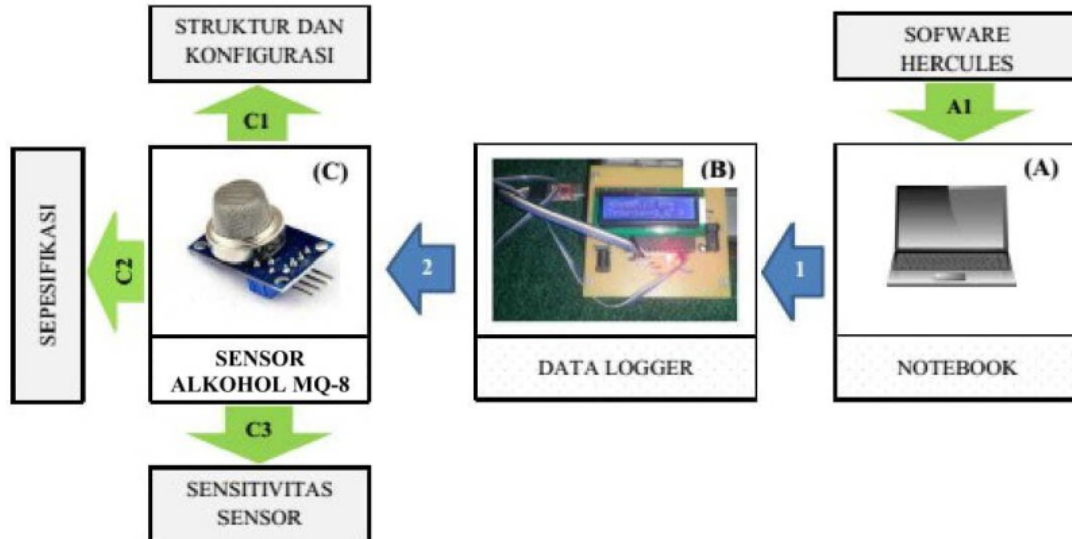 STRUKTUR DAN
KONFIGURASI
SOFWARE
HERCULES
C1
A1
(C)
(B)
(A)
SEPESIFIKASI
C2
2
1
SENSOR
ALKOHOL MQ-8
DATA LOGGER
NOTEBOOK
C3
SENSITIVITAS
SENSOR